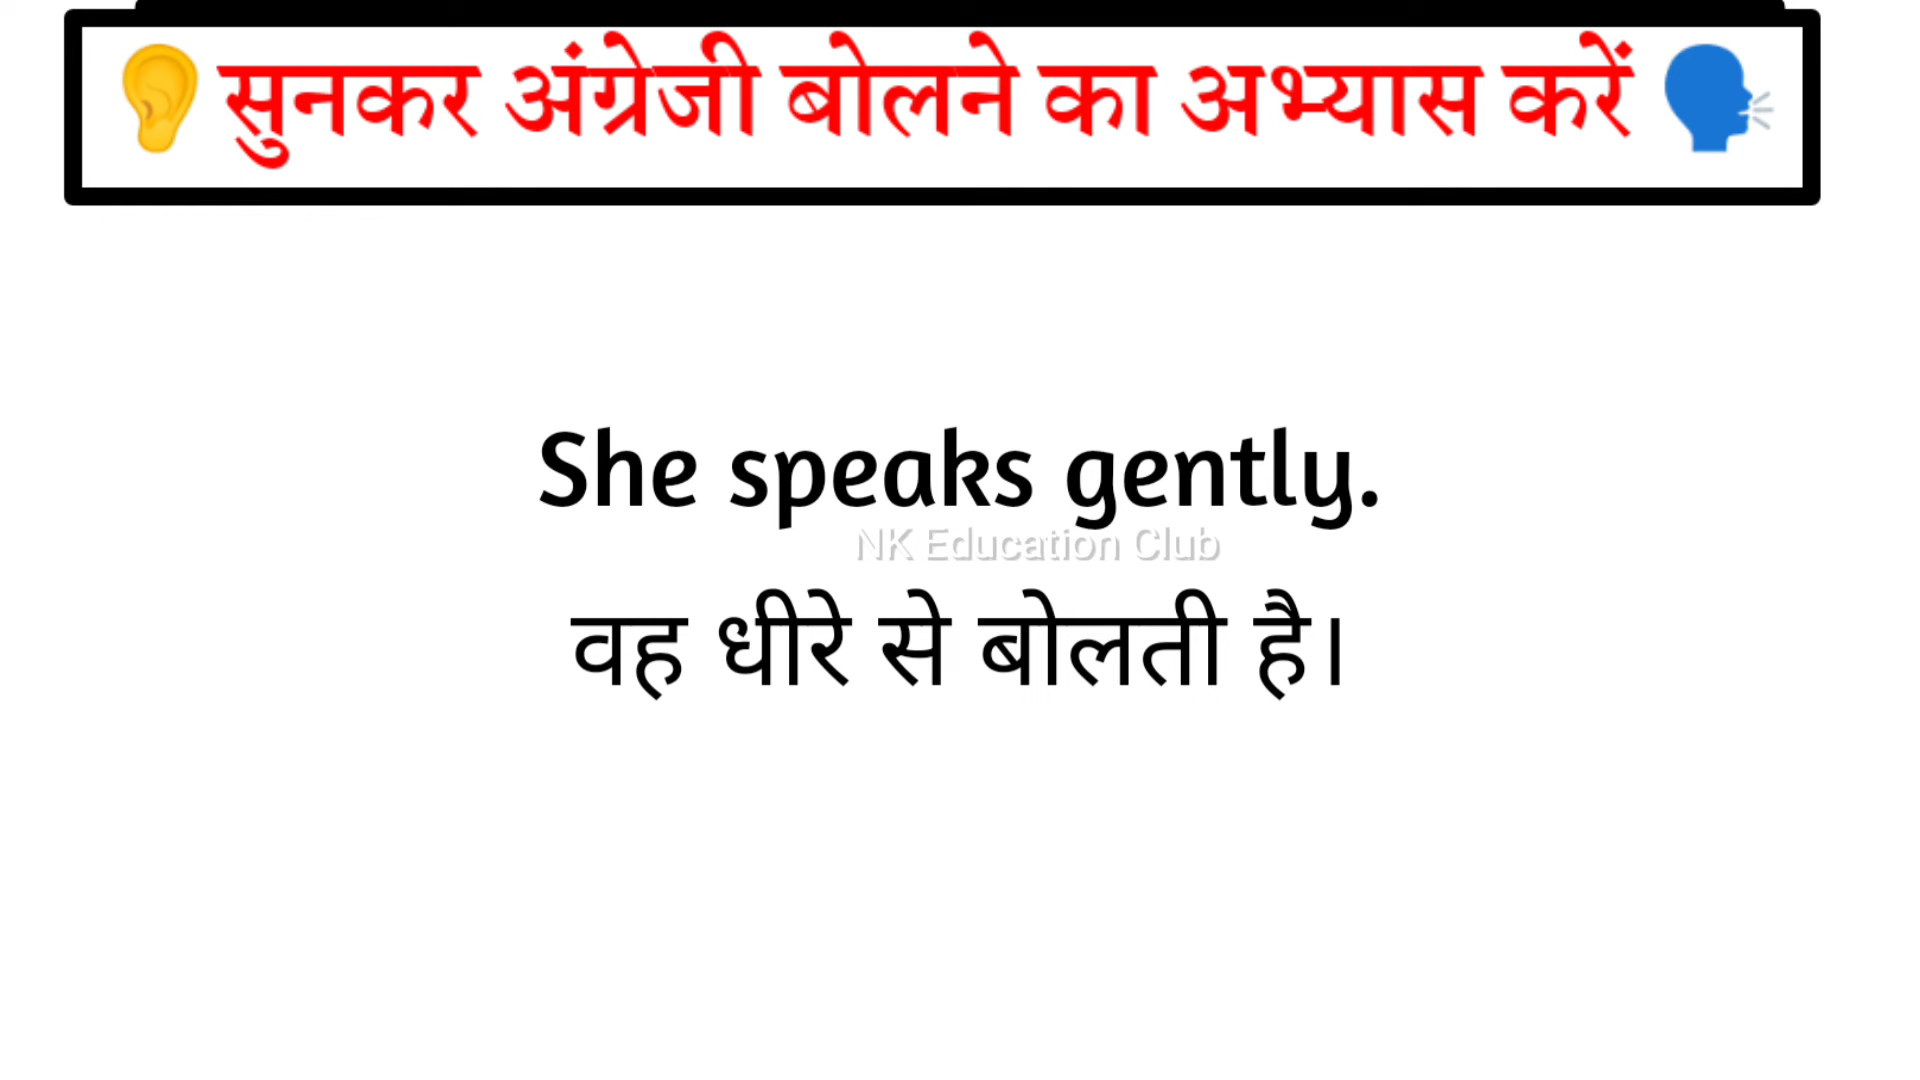 👂सुनकर अंग्रेजी बोलने का अभ्यास करें 🗣️
She speaks gently.
NK Education Club
वह धीरे से बोलती है।